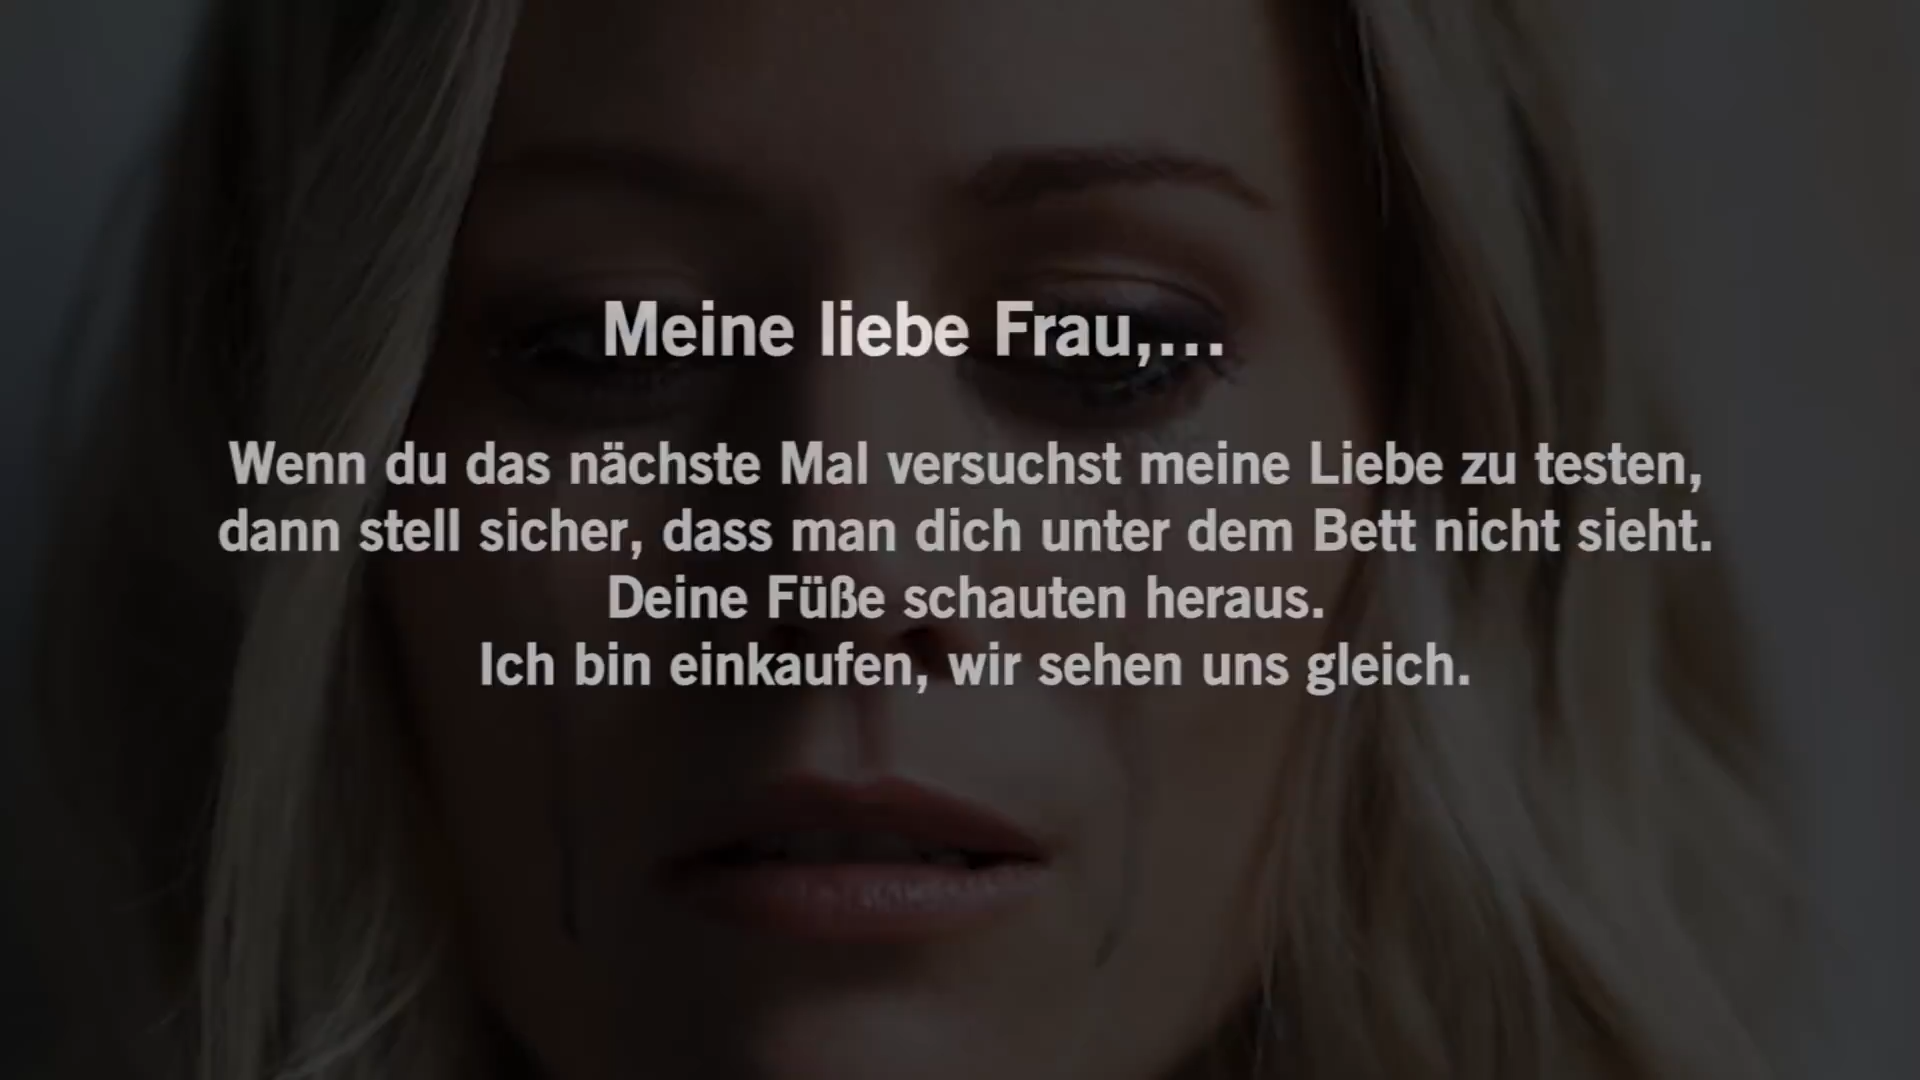 Meine liebe Frau,...
Wenn du das nächste Mal versuchst meine Liebe zu testen,
dann stell sicher, dass man dich unter dem Bett nicht sieht.
Deine Füße schauten heraus.
Ich bin einkaufen, wir sehen uns gleich.